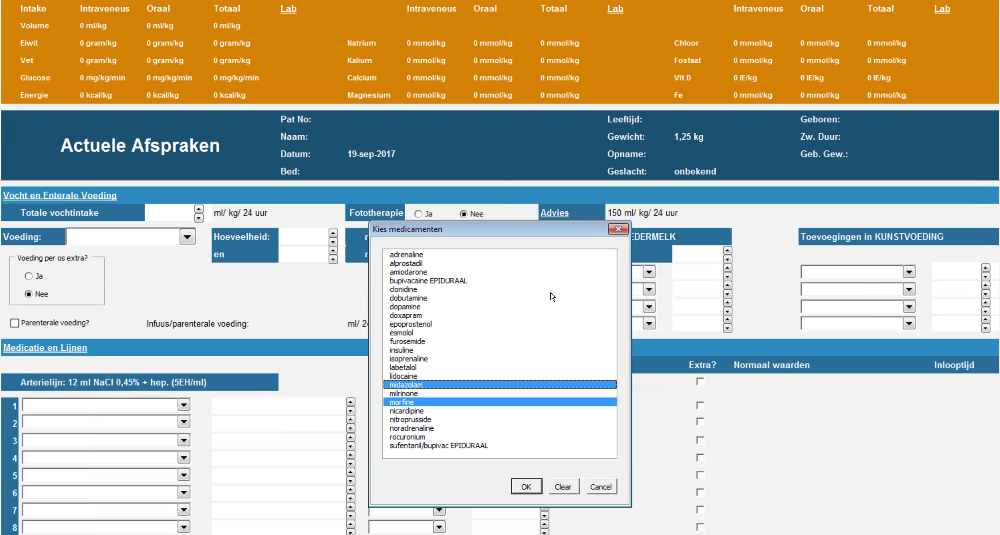 Intake Intraveneus Oraal Totaal Lab Intraveneus Oraal Totaal Lab Intraveneus Oraal Totaal Lab
Volume 0 ml/kg 0 ml/kg 0 ml/kg
Eiwit 0 gram/kg 0 gram/kg 0 gram/kg Natrium 0 mmol/kg 0 mmol/kg 0 mmol/kg Chloor 0 mmol/kg 0 mmol/kg 0 mmol/kg
Vet 0 gram/kg 0 gram/kg 0 gram/kg Kalium 0 mmol/kg 0 mmol/kg 0 mmol/kg Fosfaat 0 mmol/kg 0 mmol/kg 0 mmol/kg
Glucose 0 mg/kg/min 0 mg/kg/min 0 mg/kg/min Calcium 0 mmol/kg 0 mmol/kg 0 mmol/kg Vit D 0 IE/kg 0 IE/kg 0 IE/kg
Energie 0 kcal/kg 0 kcal/kg 0 kcal/kg Magnesium 0 mmol/kg 0 mmol/kg 0 mmol/kg Fe 0 mmol/kg 0 mmol/kg 0 mmol/kg
Actuele Afspraken
Pat No: Leeftijd: Geboren:
Naam: Gewicht: 1,25 kg Zw. Duur:
Datum: 19-sep-2017 Opname: Geb. Gew.:
Bed: Geslacht: onbekend
Vocht en Enterale Voeding
Totale vochtintake ml/ kg/ 24 uur Fototherapie Ja Nee Advies 150 ml/ kg/ 24 uur
Voeding: Hoeveelheid: EDERMELK Toevoegingen in KUNSTVOEDING
en
Voeding per os extra?
Ja
Nee
Parenterale voeding? Infuus/parenterale voeding: ml/ 24
Medicatie en Lijnen
Extra? Normaal waarden Inlooptijd
Arterielijn: 12 ml NaCl 0,45% + hep. (5EH/ml)
1
2
3
4
5
6
7
8
Kies medicamenten
adrenaline
alprostadil
amiodarone
bupivacaine EPIDURAAL
clonidine
dobutamine
dopamine
doxapram
epoprostenol
esmolol
furosemide
insuline
isoprenaline
labetalol
lidocaine
midazolam
milrinone
morfine
nicardipine
nitroprusside
noradrenaline
rocuronium
sufentanil/bupivac EPIDURAAL
OK Clear Cancel